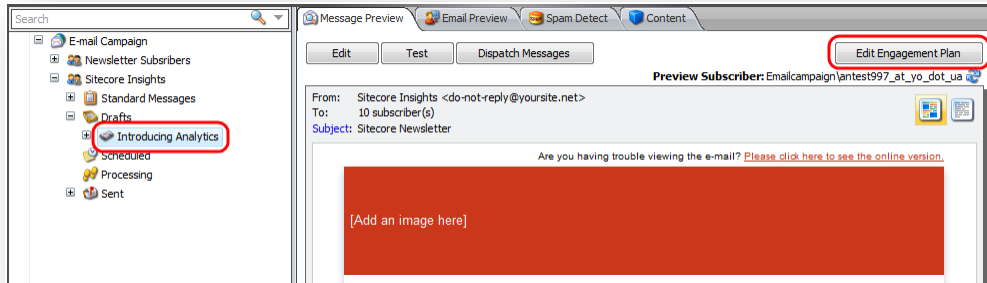 Search
E-mail Campaign
Newsletter Subsribers
Sitecore Insights
Standard Messages
Drafts
Introducing Analytics
Scheduled
Processing
Sent
Message Preview Email Preview Spam Detect Content
Edit Test Dispatch Messages Edit Engagement Plan
Preview Subscriber: Emailcampaign\antest997_at_yo_dot_ua
From: Sitecore Insights <do-not-reply@yoursite.net>
To: 10 subscriber(s)
Subject: Sitecore Newsletter
Are you having trouble viewing the e-mail? Please click here to see the online version.
[Add an image here]